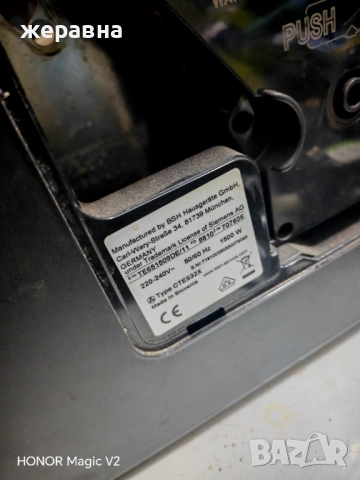 жеравна
PUSH
Manufactured by BSH Hausgeräte GmbH,
Carl-Wery-Straße 34, 81739 München,
GERMANY
under Trademark License of Siemens AG
TE651509DE/11 9810 707606
220-240V~ 50/60 Hz 1500 W
Type CTES32X
Made in Slovenia
CE
HONOR Magic V2
BAZAR